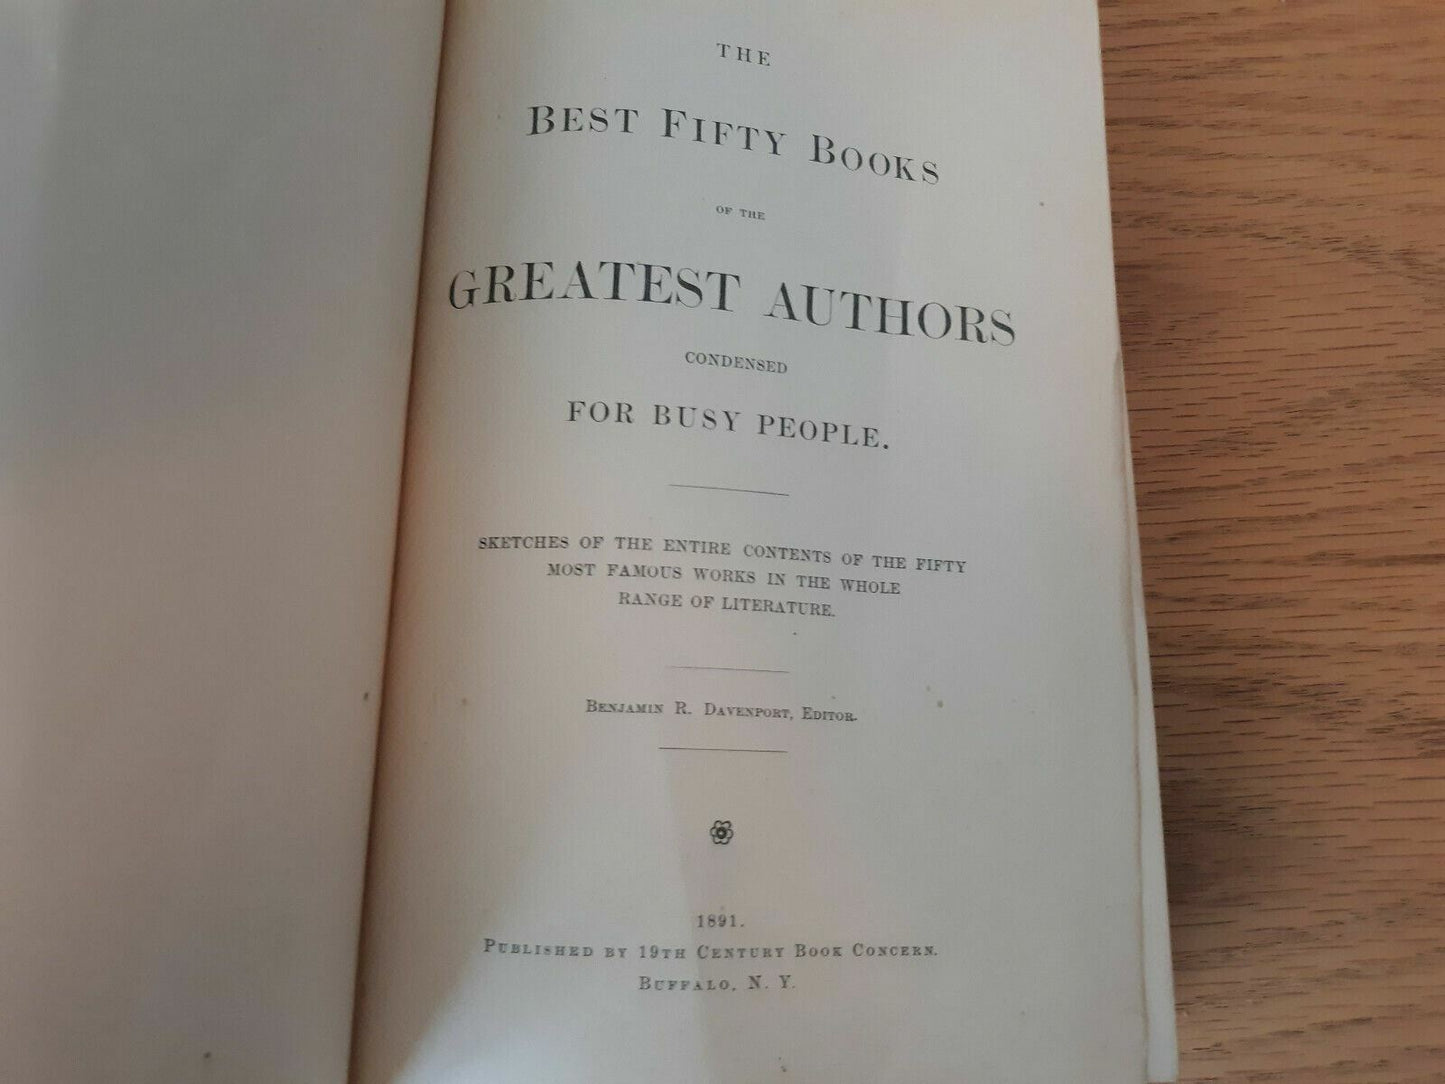 THE
BEST FIFTY BOOKS
OF THE
GREATEST AUTHORS
CONDENSED
FOR BUSY PEOPLE.
SKETCHES OF THE ENTIRE CONTENTS OF THE FIFTY
MOST FAMOUS WORKS IN THE WHOLE
RANGE OF LITERATURE.
BENJAMIN R. DAVENPORT, EDITOR.
1891.
PUBLISHED BY 19TH CENTURY BOOK CONCERN.
BUFFALO, N. Y.